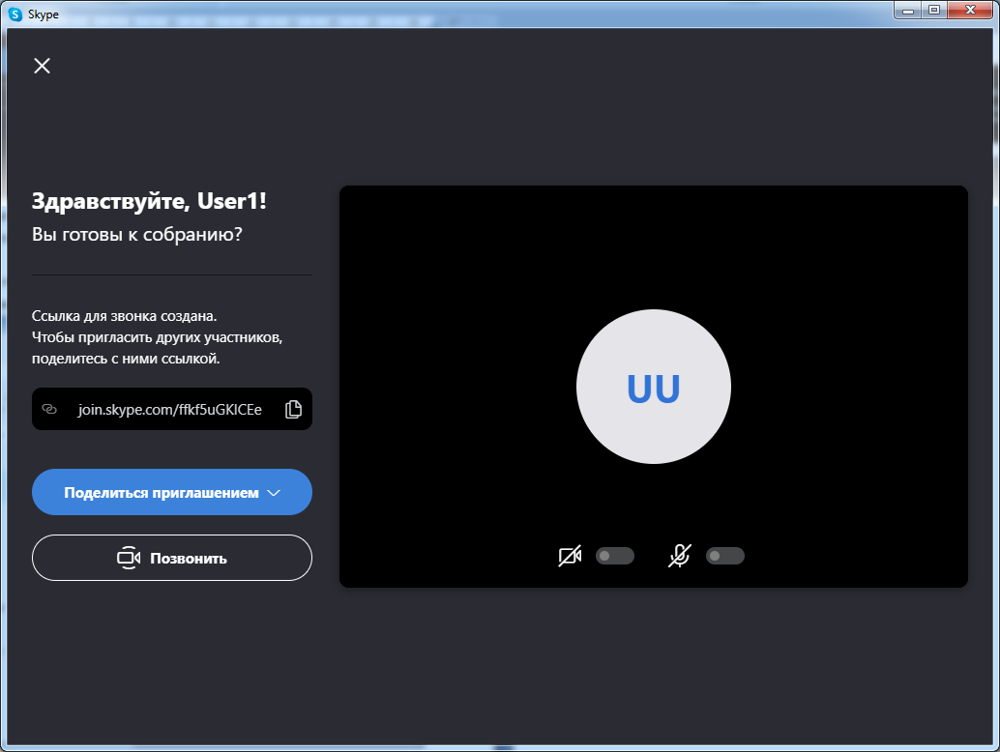 Skype
Здравствуйте, User1!
Вы готовы к собранию?
Ссылка для звонка создана.
Чтобы пригласить других участников,
поделитесь с ними ссылкой.
join.skype.com/ffkf5uGKlCEe
Поделиться приглашением
Позвонить
UU